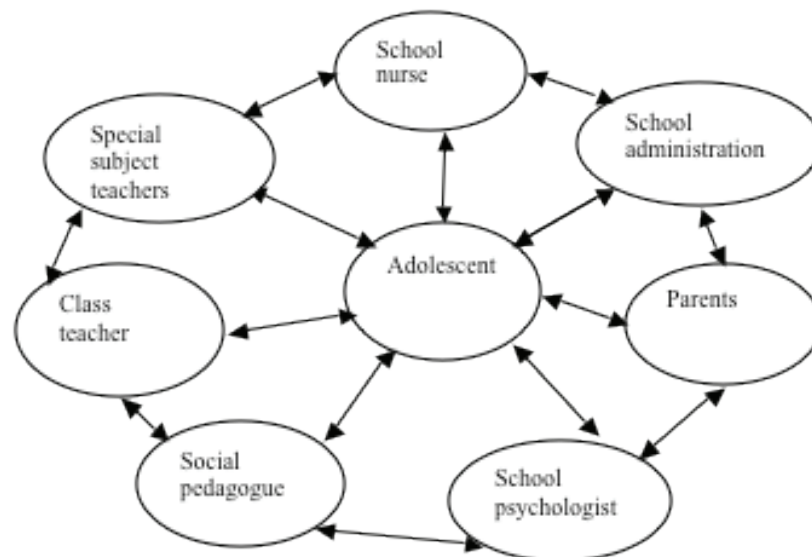 School
nurse
School
administration
Special
subject
teachers
Adolescent
Parents
Class
teacher
Social
pedagogue
School
psychologist